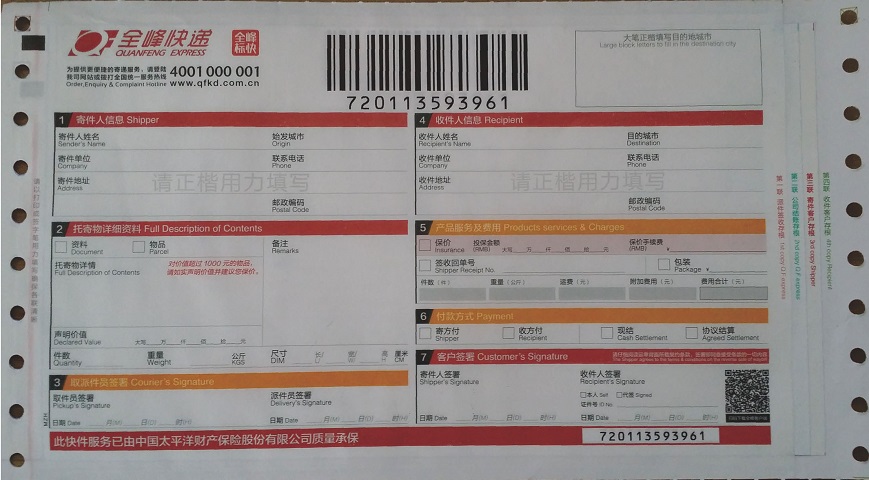 全峰快递
QUANFENG EXPRESS
全峰
标快
为提供更便捷的寄递服务，请登陆
我司网站或拨打全国统一服务热线
Order,Enquiry & Complaint Hotline
4001 000 001
www.qfkd.com.cn
720113593961
大笔正楷填写目的地城市
Large block letters to fill in the destination city
1 寄件人信息 Shipper
寄件人姓名 始发城市
Sender's Name Origin
寄件单位 联系电话
Company Phone
寄件地址
Address
请正楷用力填写
邮政编码
Postal Code
4 收件人信息 Recipient
收件人姓名 目的城市
Recipient's Name Destination
收件单位 联系电话
Company Phone
收件地址
Address
请正楷用力填写
邮政编码
Postal Code
2 托寄物详细资料 Full Description of Contents
资料 物品 备注
Document Parcel Remarks
托寄物详情
Full Description of Contents
对价值超过 1000 元的物品，
请如实声明价值并建议您保价。
声明价值
Declared Value
大写 万 仟 佰 拾 元
件数 重量 公斤 尺寸 长/ 宽/ 高 厘米
Quantity Weight KGS DIM CM
3 取派件员签署 Courier's Signature
取件员签署 派件员签署
Pickup's Signature Delivery's Signature
日期 Date 月(M) 日(D) 时(H) 日期 Date 月(M) 日(D) 时(H)
5 产品服务及费用 Products services & Charges
保价 投保金额 保价手续费
Insurance (RMB) 大写 万 仟 佰 拾 元 (RMB) ¥
签收回单号 包装
Shipper Receipt No. Package ¥
件数（件） 重量（公斤） 运费（元） 附加费用（元） 费用合计（元）
6 付款方式 Payment
寄方付 收方付 现结 协议结算
Shipper Recipient Cash Settlement Agreed Settlement
7 客户签署 Customer's Signature
寄件人签署 收件人签署
Shipper's Signature Recipient's Signature
本人 Self 代签 Signed
证件号 ID No.
日期 Date 月(M) 日(D) 时(H) 日期 Date 月(M) 日(D) 时(H)
此快件服务已由中国太平洋财产保险股份有限公司质量承保
720113593961
第一联 派件签收存根 1st copy G.F express
第二联 公司结账存根 2nd copy G.F express
第三联 寄件客户存根 3rd copy Shipper
第四联 收件客户存根 4th copy Recipient